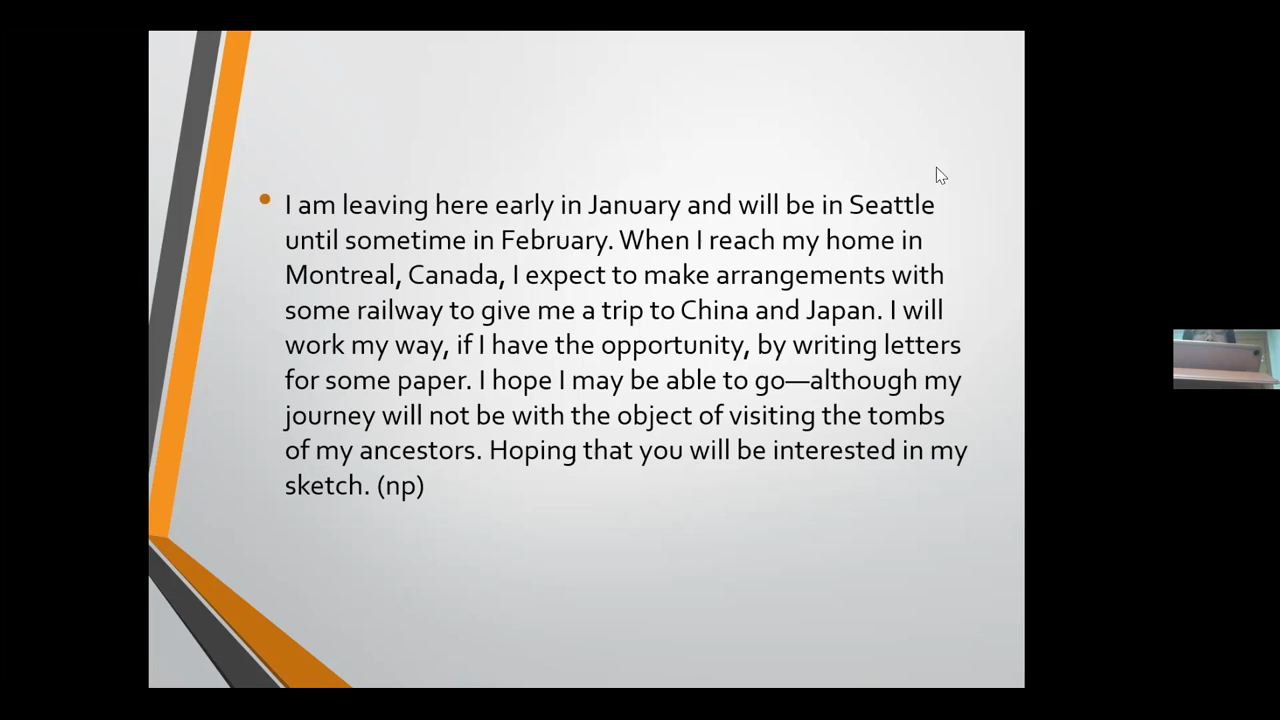 I am leaving here early in January and will be in Seattle
until sometime in February. When I reach my home in
Montreal, Canada, I expect to make arrangements with
some railway to give me a trip to China and Japan. I will
work my way, if I have the opportunity, by writing letters
for some paper. I hope I may be able to go—although my
journey will not be with the object of visiting the tombs
of my ancestors. Hoping that you will be interested in my
sketch. (np)